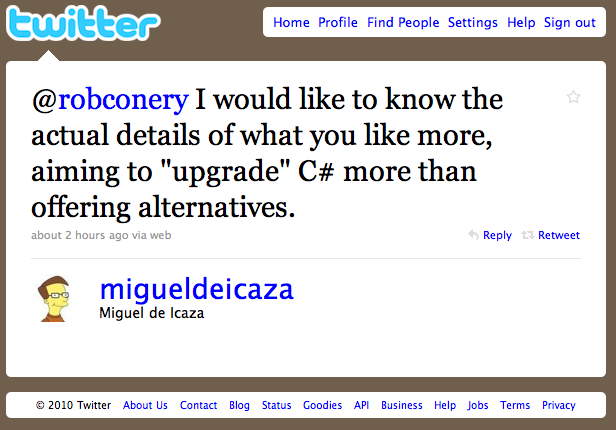 twitter
Home Profile Find People Settings Help Sign out
@robconery I would like to know the
actual details of what you like more,
aiming to "upgrade" C# more than
offering alternatives.
about 2 hours ago via web
Reply Retweet
migueldeicaza
Miguel de Icaza
© 2010 Twitter About Us Contact Blog Status Goodies API Business Help Jobs Terms Privacy